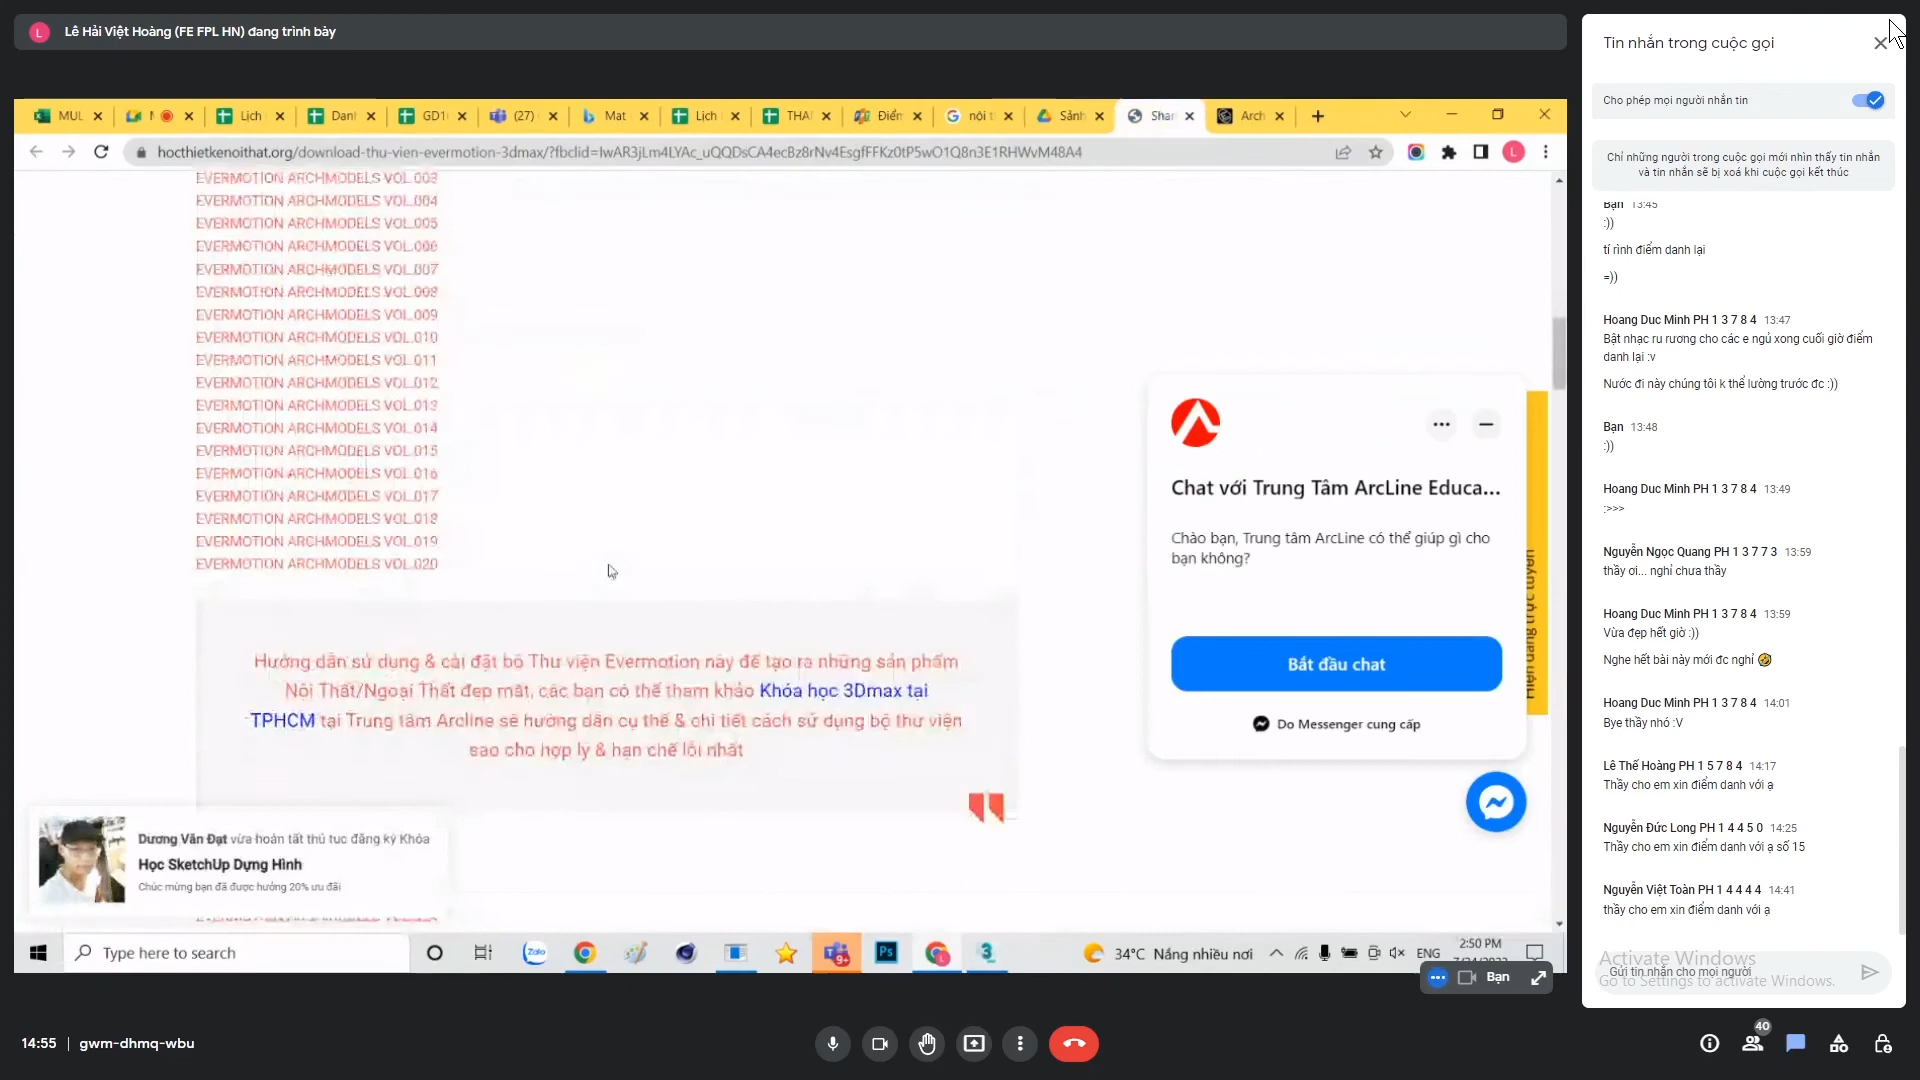 L Lê Hải Việt Hoàng (FE FPL HN) đang trình bày
MUL
Lịch
Danl
GD1(
(27)
Mat
Lịch
THA
Điểm
nội t
Sảnh
Shar
Arch
hocthietkenoithat.org/download-thu-vien-evermotion-3dmax/?fbclid=IwAR3jLm4LYAc_uQQDsCA4ecBz8rNv4EsgfFFKz0tP5wO1Q8n3E1RHWvM48A4
L
EVERMOTION ARCHMODELS VOL.003
EVERMOTION ARCHMODELS VOL.004
EVERMOTION ARCHMODELS VOL.005
EVERMOTION ARCHMODELS VOL.006
EVERMOTION ARCHMODELS VOL.007
EVERMOTION ARCHMODELS VOL.008
EVERMOTION ARCHMODELS VOL.009
EVERMOTION ARCHMODELS VOL.010
EVERMOTION ARCHMODELS VOL.011
EVERMOTION ARCHMODELS VOL.012
EVERMOTION ARCHMODELS VOL.013
EVERMOTION ARCHMODELS VOL.014
EVERMOTION ARCHMODELS VOL.015
EVERMOTION ARCHMODELS VOL.016
EVERMOTION ARCHMODELS VOL.017
EVERMOTION ARCHMODELS VOL.018
EVERMOTION ARCHMODELS VOL.019
EVERMOTION ARCHMODELS VOL.020
Hướng dẫn sử dụng & cài đặt bộ Thư viện Evermotion này để tạo ra những sản phẩm
Nội Thất/Ngoại Thất đẹp mắt, các bạn có thể tham khảo Khóa học 3Dmax tại
TPHCM tại Trung tâm Arcline sẽ hướng dẫn cụ thể & chi tiết cách sử dụng bộ thư viện
sao cho hợp lý & hạn chế lỗi nhất
Dương Văn Đạt vừa hoàn tất thủ tục đăng ký Khóa
Học SketchUp Dựng Hình
Chúc mừng bạn đã được hưởng 20% ưu đãi
Chat với Trung Tâm ArcLine Educa...
Chào bạn, Trung tâm ArcLine có thể giúp gì cho
bạn không?
Bắt đầu chat
Do Messenger cung cấp
Hiện đang trực tuyến
Type here to search
Zalo
9+
Ps
3
34°C Nắng nhiều nơi
ENG
2:50 PM
Bạn
14:55 | gwm-dhmq-wbu
40
Tin nhắn trong cuộc gọi
Cho phép mọi người nhắn tin
Chỉ những người trong cuộc gọi mới nhìn thấy tin nhắn
và tin nhắn sẽ bị xoá khi cuộc gọi kết thúc
Bạn 13:45
:))
tí rình điểm danh lại
=))
Hoang Duc Minh PH 1 3 7 8 4 13:47
Bật nhạc ru rương cho các e ngủ xong cuối giờ điểm
danh lại :v
Nước đi này chúng tôi k thể lường trước đc :))
Bạn 13:48
:))
Hoang Duc Minh PH 1 3 7 8 4 13:49
:>>>
Nguyễn Ngọc Quang PH 1 3 7 7 3 13:59
thầy ơi... nghỉ chưa thầy
Hoang Duc Minh PH 1 3 7 8 4 13:59
Vừa đẹp hết giờ :))
Nghe hết bài này mới đc nghỉ 🤣
Hoang Duc Minh PH 1 3 7 8 4 14:01
Bye thầy nhó :V
Lê Thế Hoàng PH 1 5 7 8 4 14:17
Thầy cho em xin điểm danh với ạ
Nguyễn Đức Long PH 1 4 4 5 0 14:25
Thầy cho em xin điểm danh với ạ số 15
Nguyễn Việt Toàn PH 1 4 4 4 4 14:41
thầy cho em xin điểm danh với ạ
Activate Windows
Gửi tin nhắn cho mọi người
Go to Settings to activate Windows.